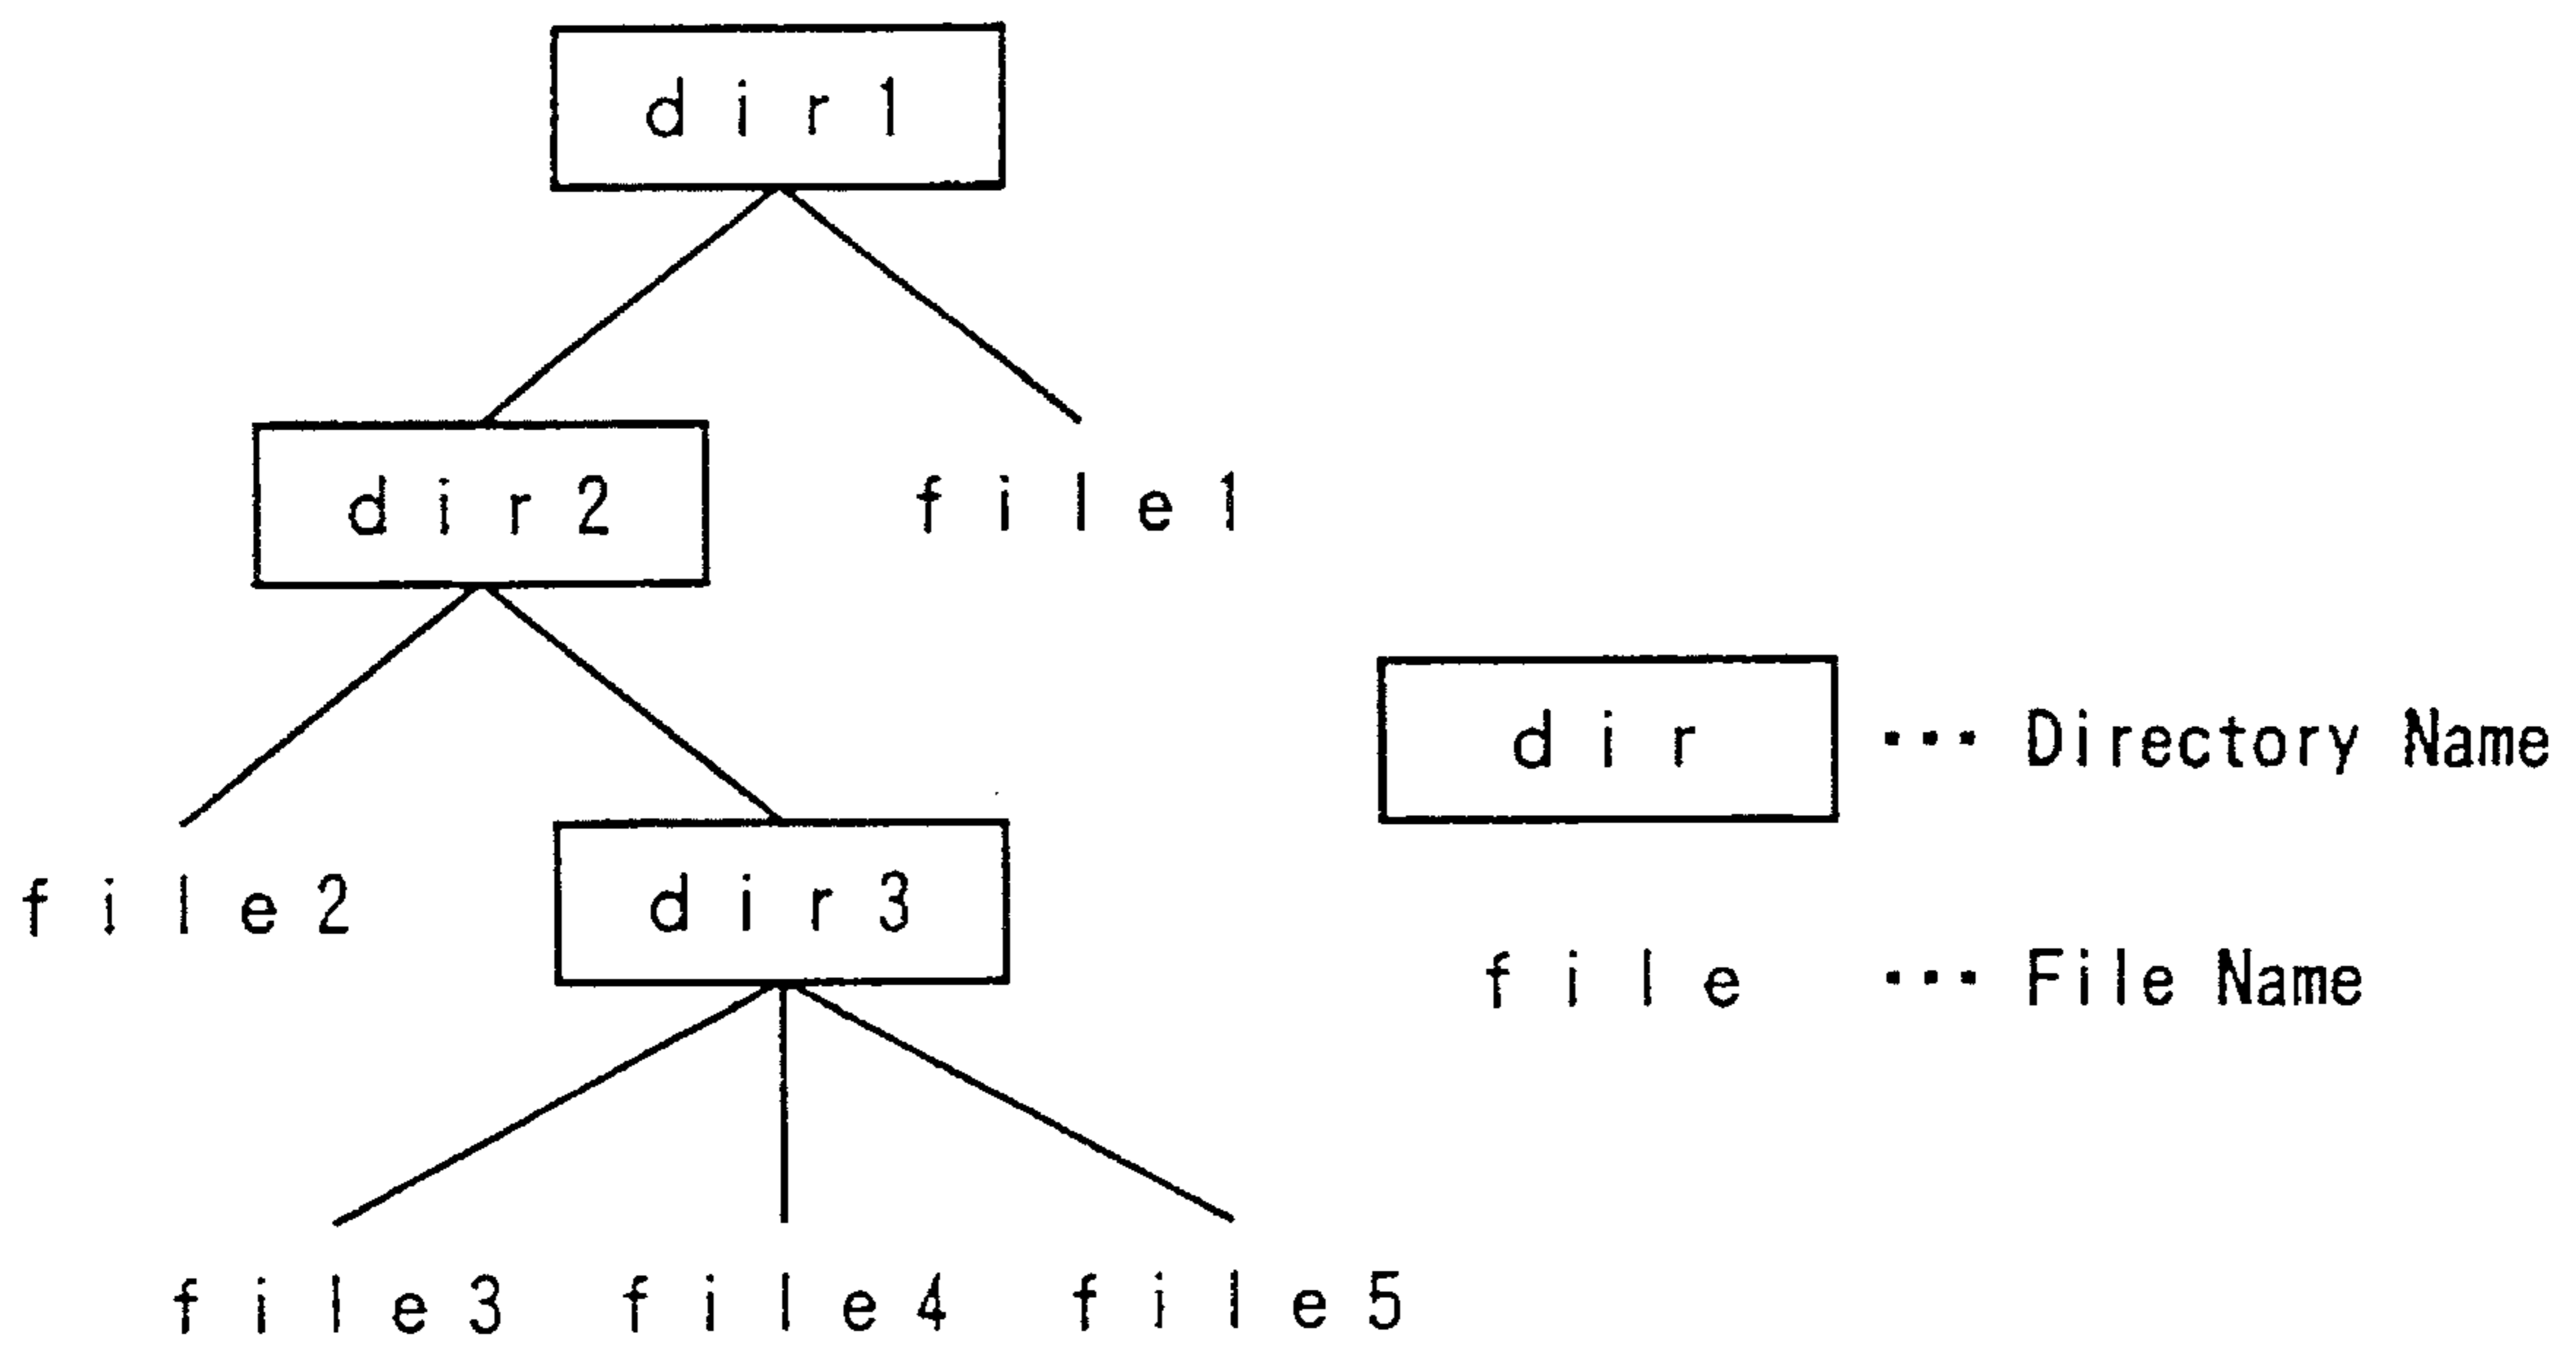 dir1
dir2 file1
dir ... Directory Name
file2 dir3
file ... File Name
file3 file4 file5